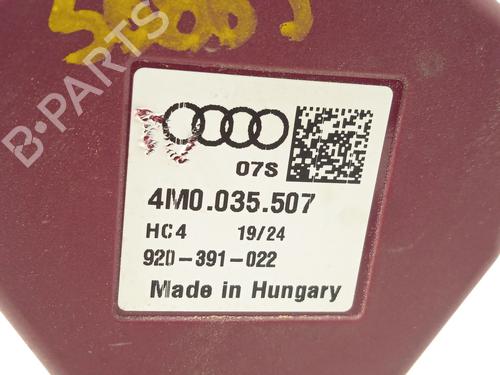 B-PARTS
07S
4M0.035.507
HC4 19/24
920-391-022
Made in Hungary